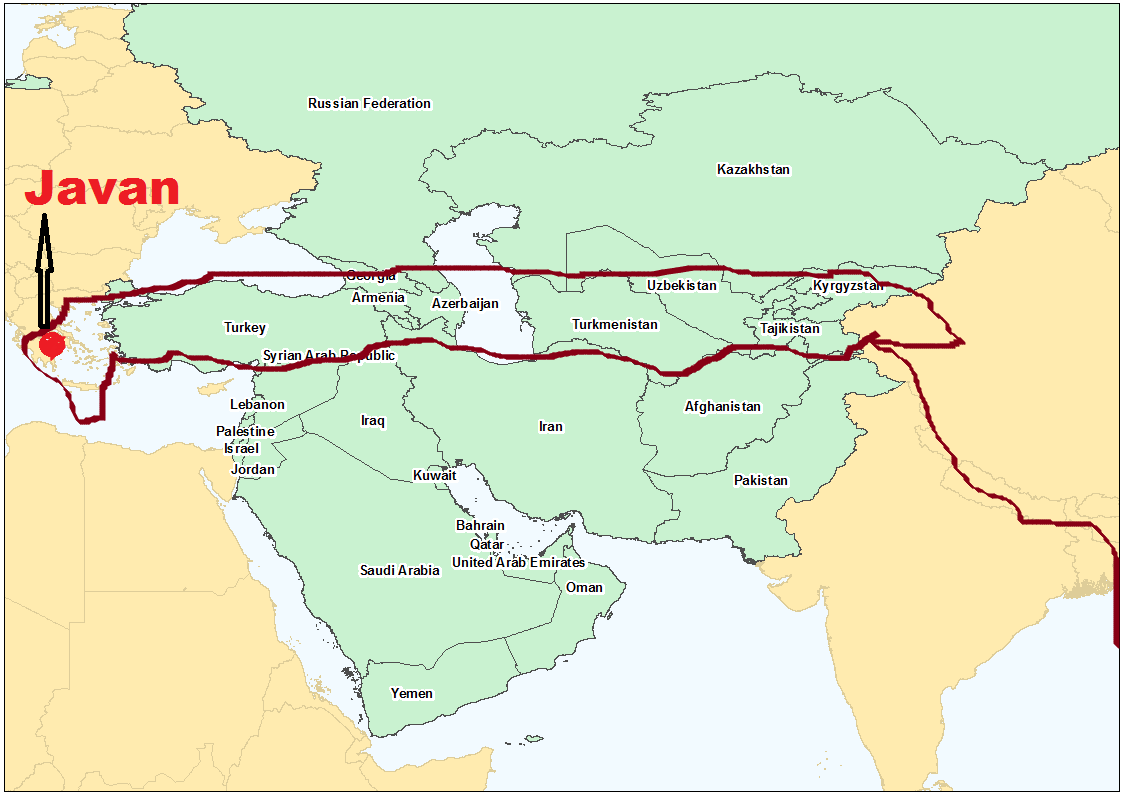 Russian Federation
Kazakhstan
Javan
Georgia
Uzbekistan
Kyrgyzstan
Armenia
Azerbaijan
Turkey
Turkmenistan
Tajikistan
Syrian Arab Republic
Lebanon
Afghanistan
Iraq
Iran
Palestine
Israel
Jordan
Kuwait
Pakistan
Bahrain
Qatar
United Arab Emirates
Saudi Arabia
Oman
Yemen